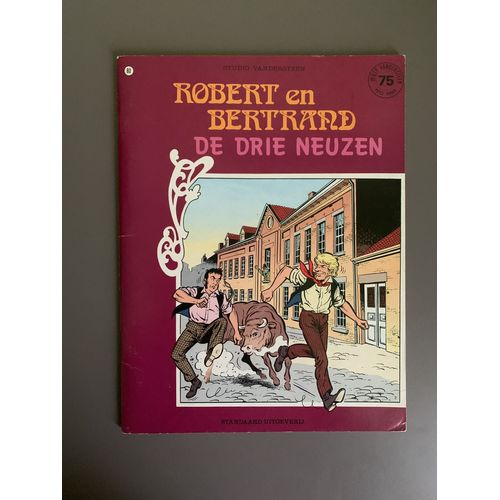 STUDIO VANDERSTEEN
ROBERT en
BERTRAND
DE DRIE NEUZEN
75
STANDAARD UITGEVERIJ